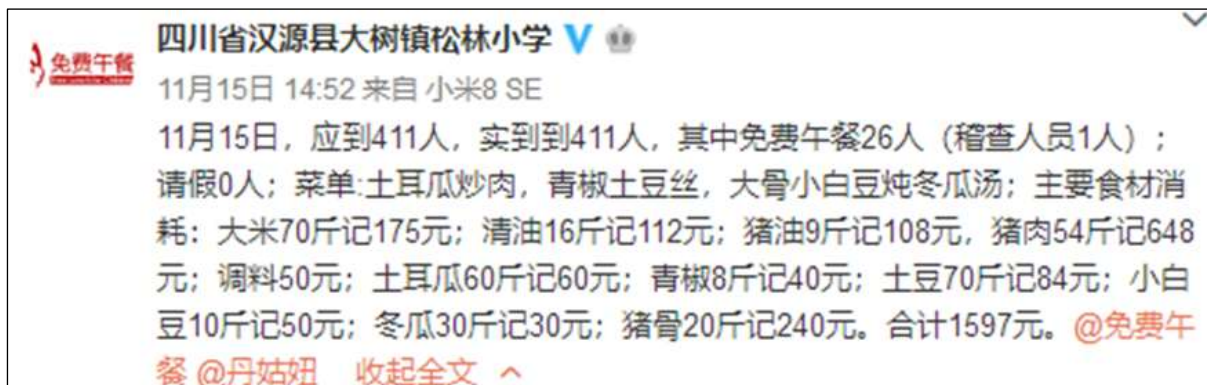 四川省汉源县大树镇松林小学
免费午餐
11月15日 14:52 来自 小米8 SE
11月15日，应到411人，实到到411人，其中免费午餐26人（稽查人员1人）；
请假0人；菜单:土耳瓜炒肉，青椒土豆丝，大骨小白豆炖冬瓜汤；主要食材消
耗：大米70斤记175元；清油16斤记112元；猪油9斤记108元，猪肉54斤记648
元；调料50元；土耳瓜60斤记60元；青椒8斤记40元；土豆70斤记84元；小白
豆10斤记50元；冬瓜30斤记30元；猪骨20斤记240元。合计1597元。@免费午
餐 @丹姑妞 收起全文